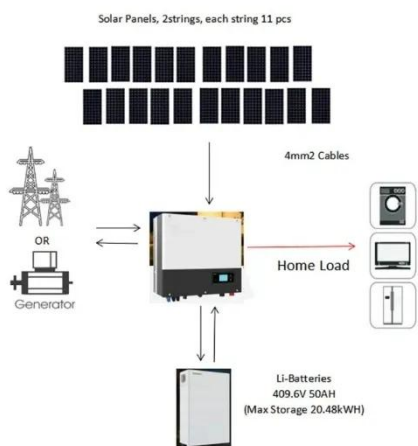 Solar Panels, 2strings, each string 11 pcs
4mm2 Cables
OR
Generator
Home Load
Li-Batteries
409.6V 50AH
(Max Storage 20.48kWH)